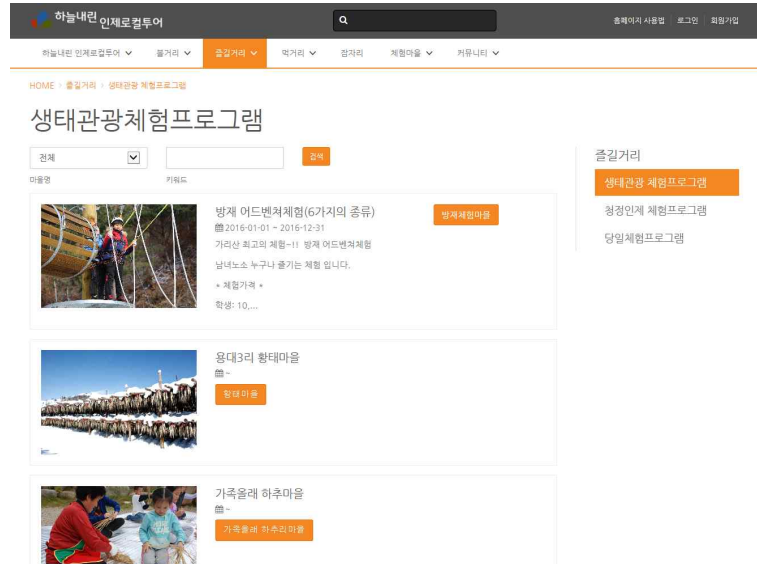 하늘내린 인제로컬투어
홈페이지 사용법 로그인 회원가입
하늘내린 인제로컬투어 볼거리 즐길거리 먹거리 잠자리 체험마을 커뮤니티
HOME › 즐길거리 › 생태관광 체험프로그램
생태관광체험프로그램
전체 검색
마을명 키워드
즐길거리
생태관광 체험프로그램
청정인제 체험프로그램
당일체험프로그램
방재 어드벤쳐체험(6가지의 종류) 방재체험마을
2016-01-01 ~ 2016-12-31
가리산 최고의 체험~!! 방재 어드벤쳐체험
남녀노소 누구나 즐기는 체험 입니다.
* 체험가격 *
학생: 10,...
용대3리 황태마을
~
황태마을
가족올래 하추마을
~
가족올래 하추리마을